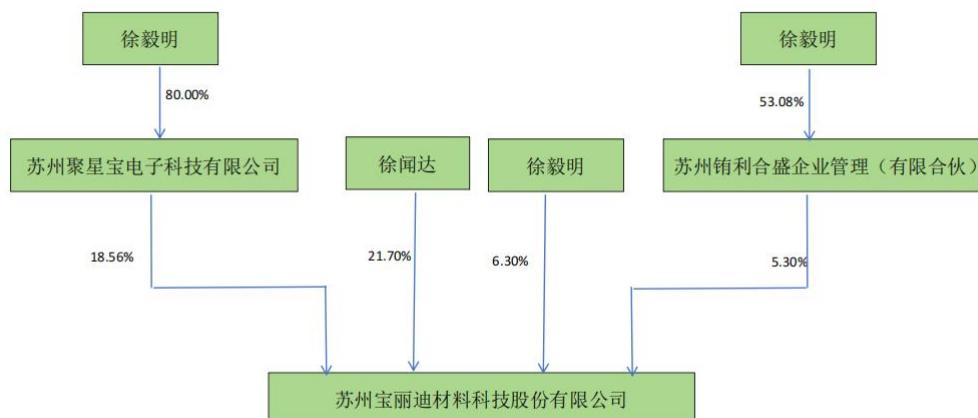 徐毅明
徐毅明
80.00%
53.08%
苏州聚星宝电子科技有限公司
徐闻达
徐毅明
苏州铕利合盛企业管理（有限合伙）
18.56%
21.70%
6.30%
5.30%
苏州宝丽迪材料科技股份有限公司